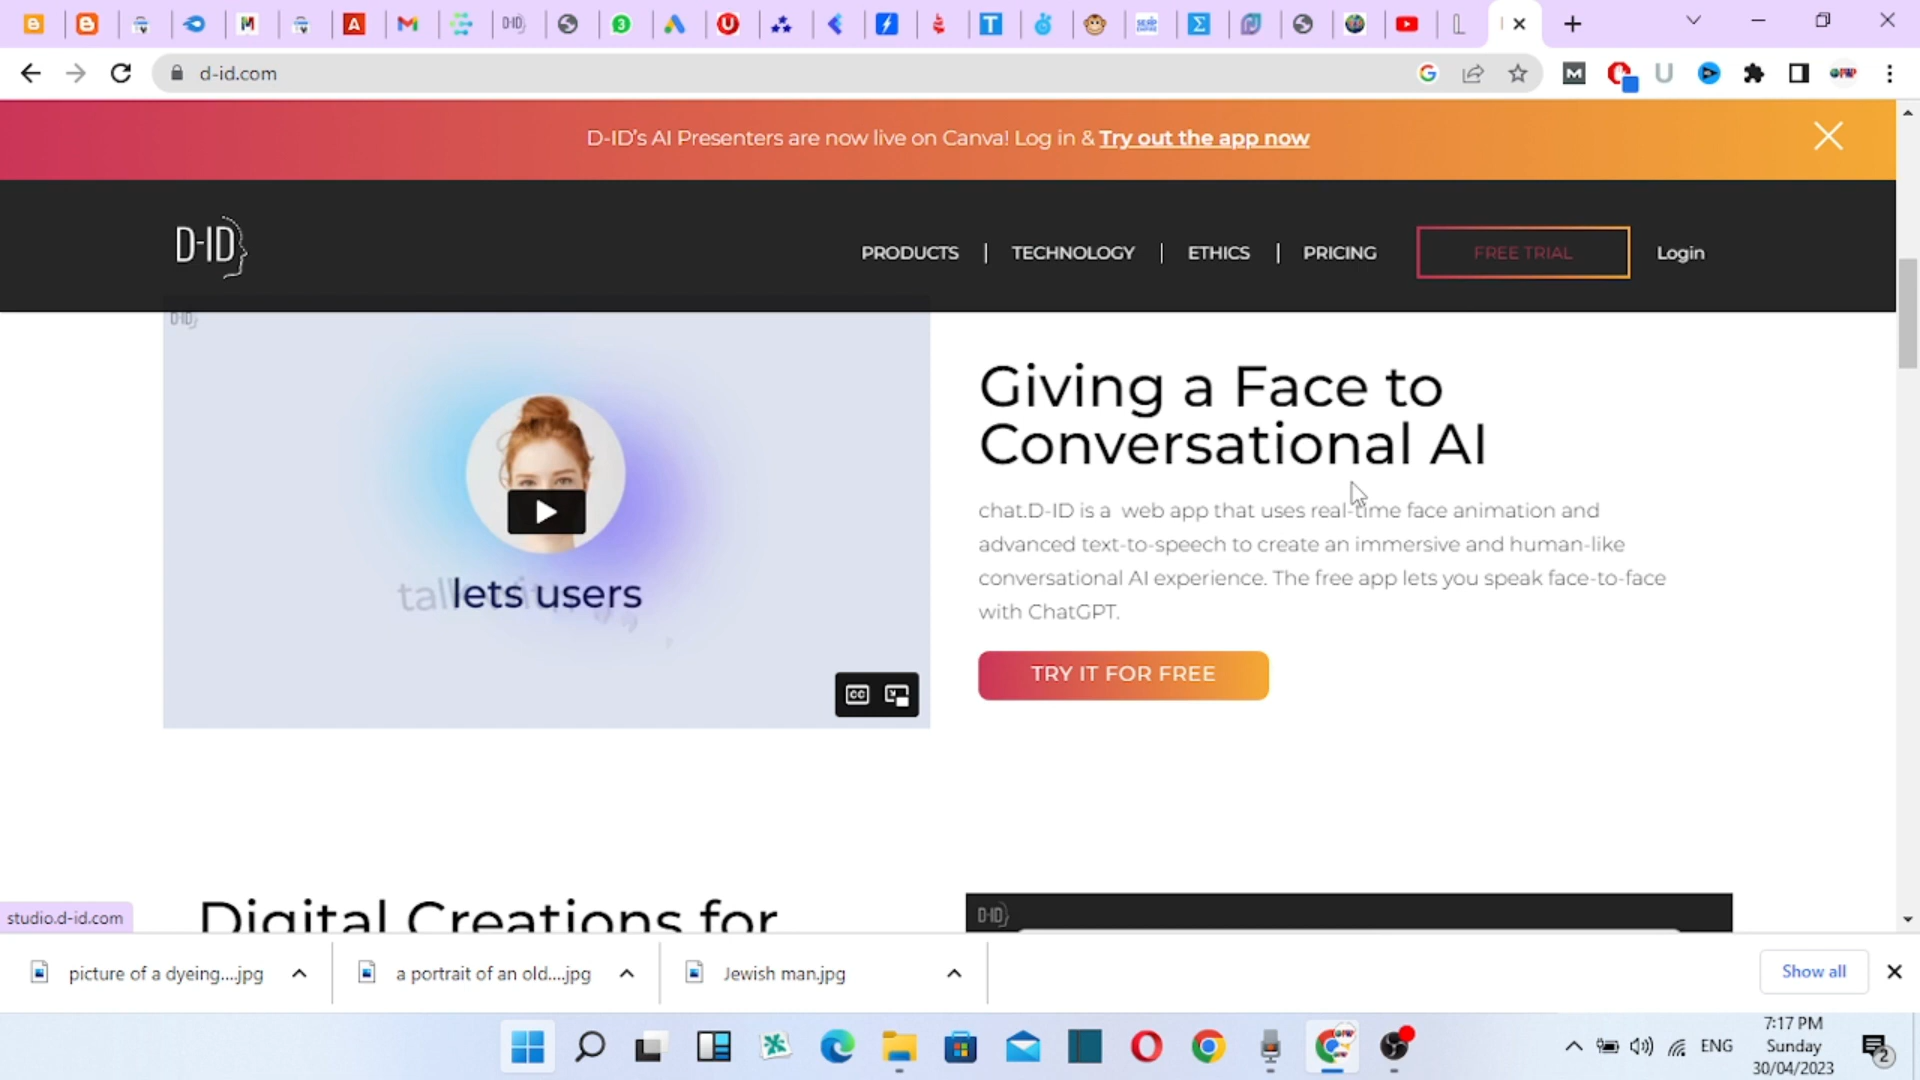 d-id.com
D-ID's AI Presenters are now live on Canva! Log in & Try out the app now
D-ID
PRODUCTS | TECHNOLOGY | ETHICS | PRICING
FREE TRIAL
Login
D-ID
lets users
Giving a Face to
Conversational AI
chat.D-ID is a web app that uses real-time face animation and
advanced text-to-speech to create an immersive and human-like
conversational AI experience. The free app lets you speak face-to-face
with ChatGPT.
TRY IT FOR FREE
CC
Digital Creations for
D-ID
studio.d-id.com
picture of a dyeing....jpg
a portrait of an old....jpg
Jewish man.jpg
Show all
ENG
7:17 PM
Sunday
30/04/2023
2